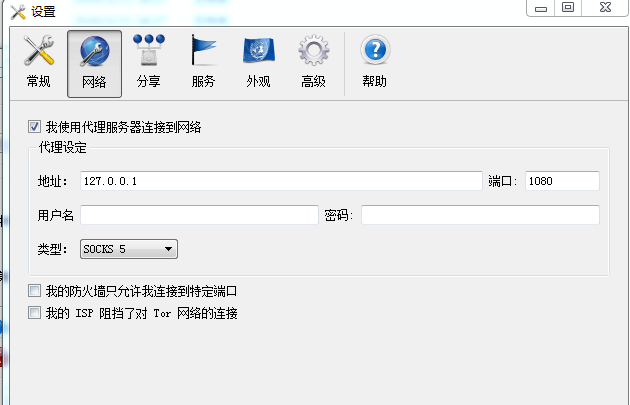 设置
常规 网络 分享 服务 外观 高级 帮助
我使用代理服务器连接到网络
代理设定
地址: 127.0.0.1 端口: 1080
用户名 密码:
类型: SOCKS 5
我的防火墙只允许我连接到特定端口
我的 ISP 阻挡了对 Tor 网络的连接